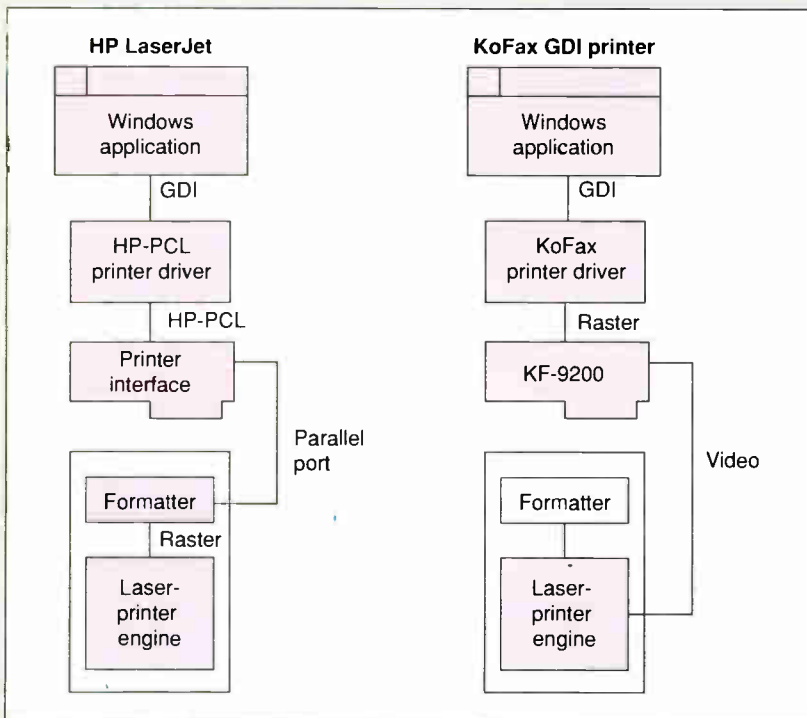 HP LaserJet
Windows
application
GDI
HP-PCL
printer driver
HP-PCL
Printer
interface
Parallel
port
Formatter
Raster
Laser-
printer
engine
KoFax GDI printer
Windows
application
GDI
KoFax
printer driver
Raster
KF-9200
Video
Formatter
Laser-
printer
engine